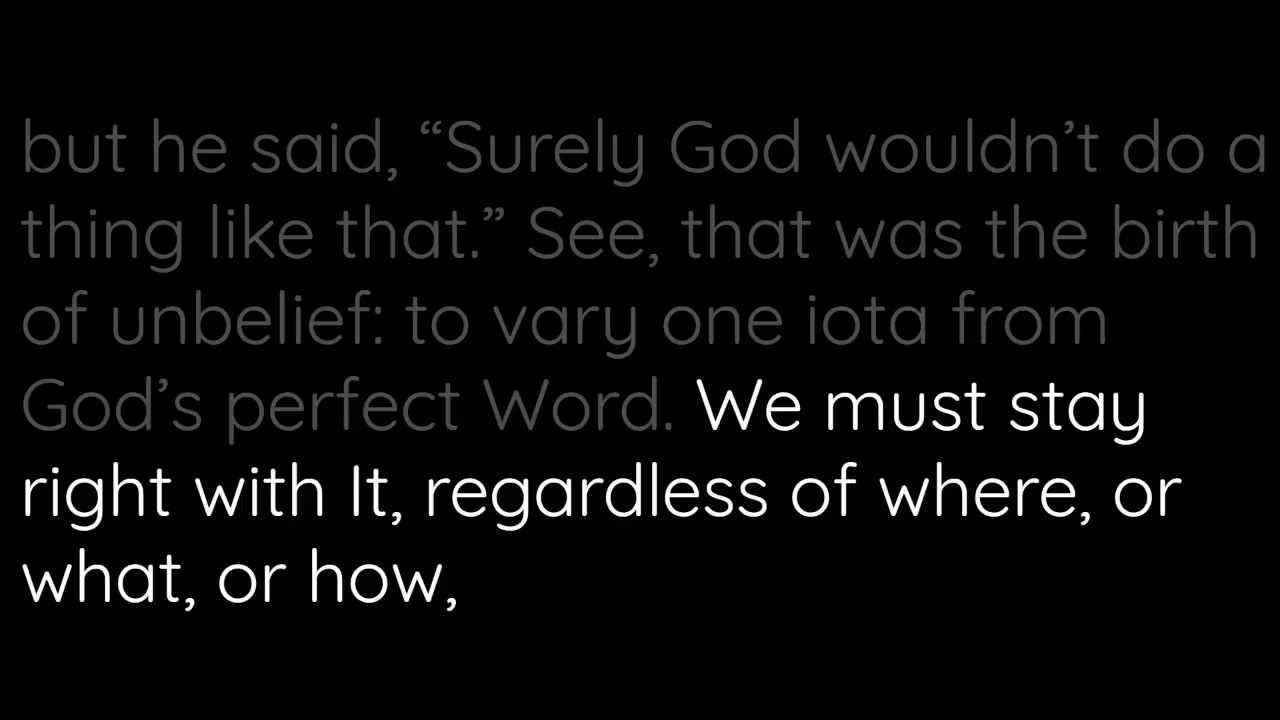 but he said, “Surely God wouldn’t do a
thing like that.” See, that was the birth
of unbelief: to vary one iota from
God’s perfect Word. We must stay
right with It, regardless of where, or
what, or how,